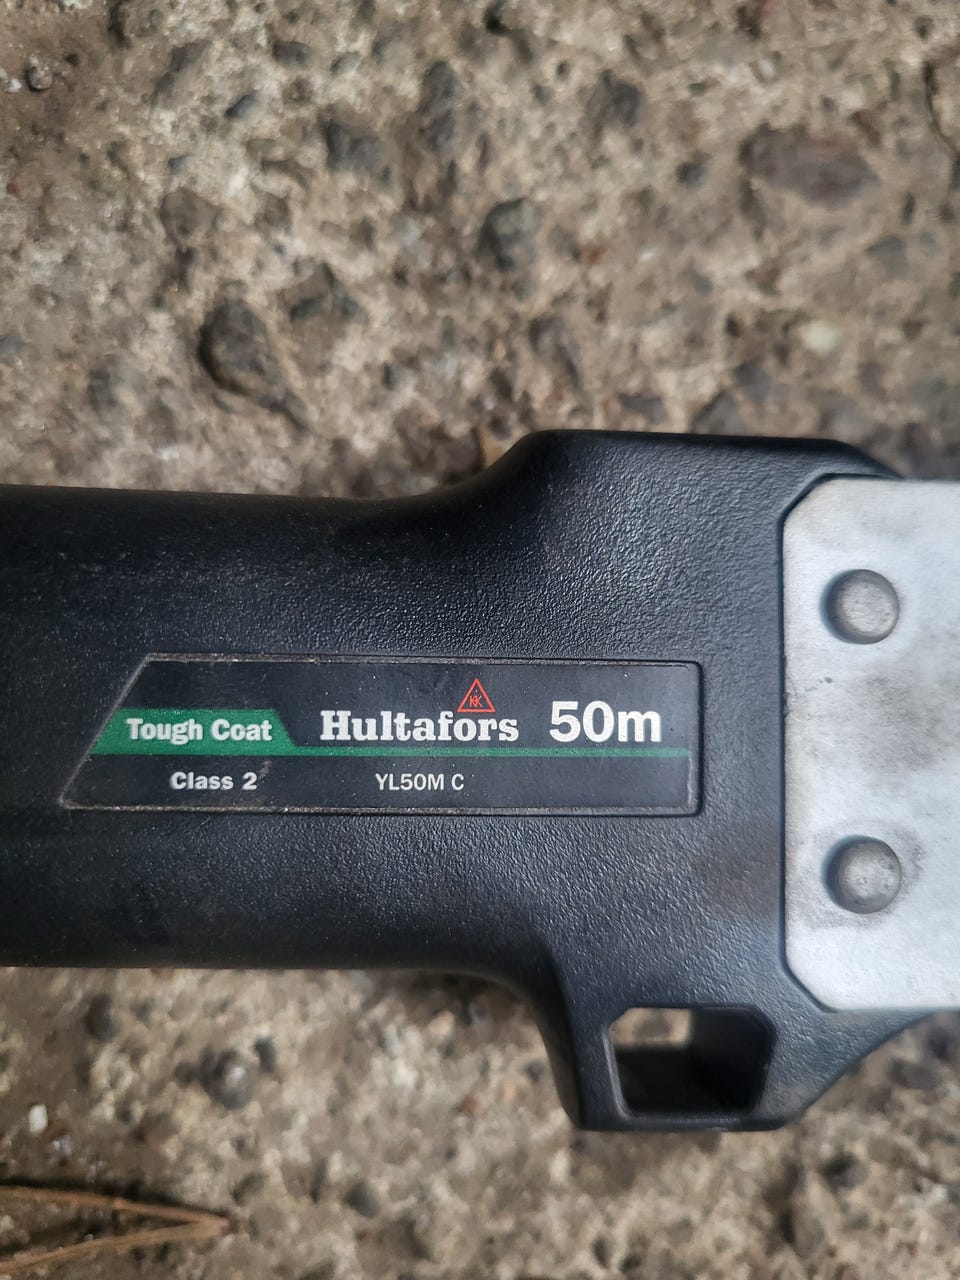 Tough Coat Hultafors 50m
Class 2 YL50M C